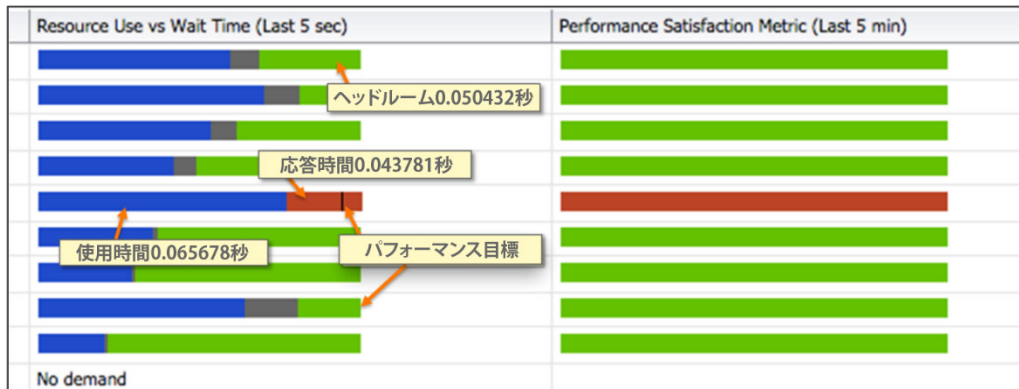 Resource Use vs Wait Time (Last 5 sec)
Performance Satisfaction Metric (Last 5 min)
ヘッドルーム0.050432秒
応答時間0.043781秒
使用時間0.065678秒
パフォーマンス目標
No demand